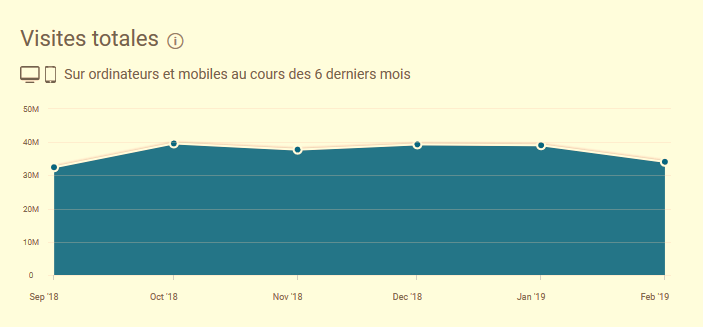 Visites totales
Sur ordinateurs et mobiles au cours des 6 derniers mois
50M
40M
30M
20M
10M
0
Sep '18 Oct '18 Nov '18 Dec '18 Jan '19 Feb '19